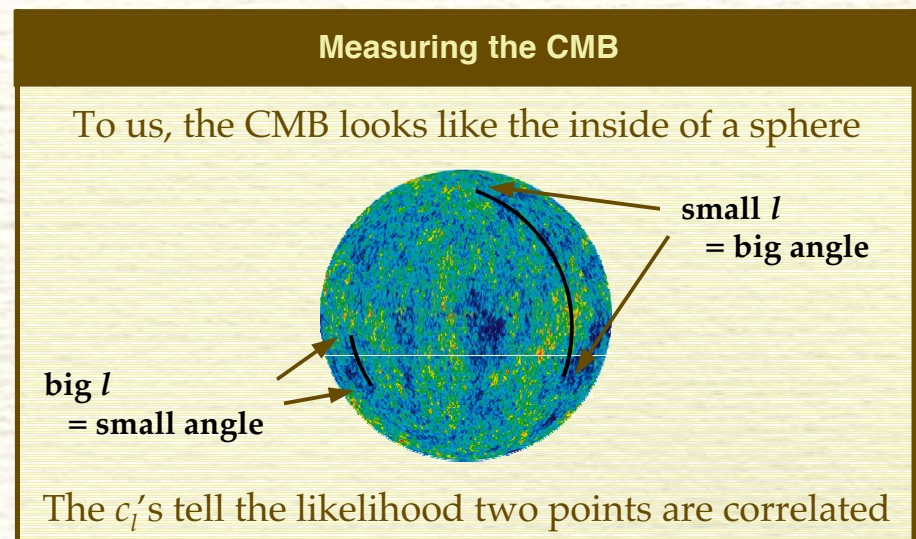 Measuring the CMB
To us, the CMB looks like the inside of a sphere
small l
= big angle
big l
= small angle
The cl's tell the likelihood two points are correlated